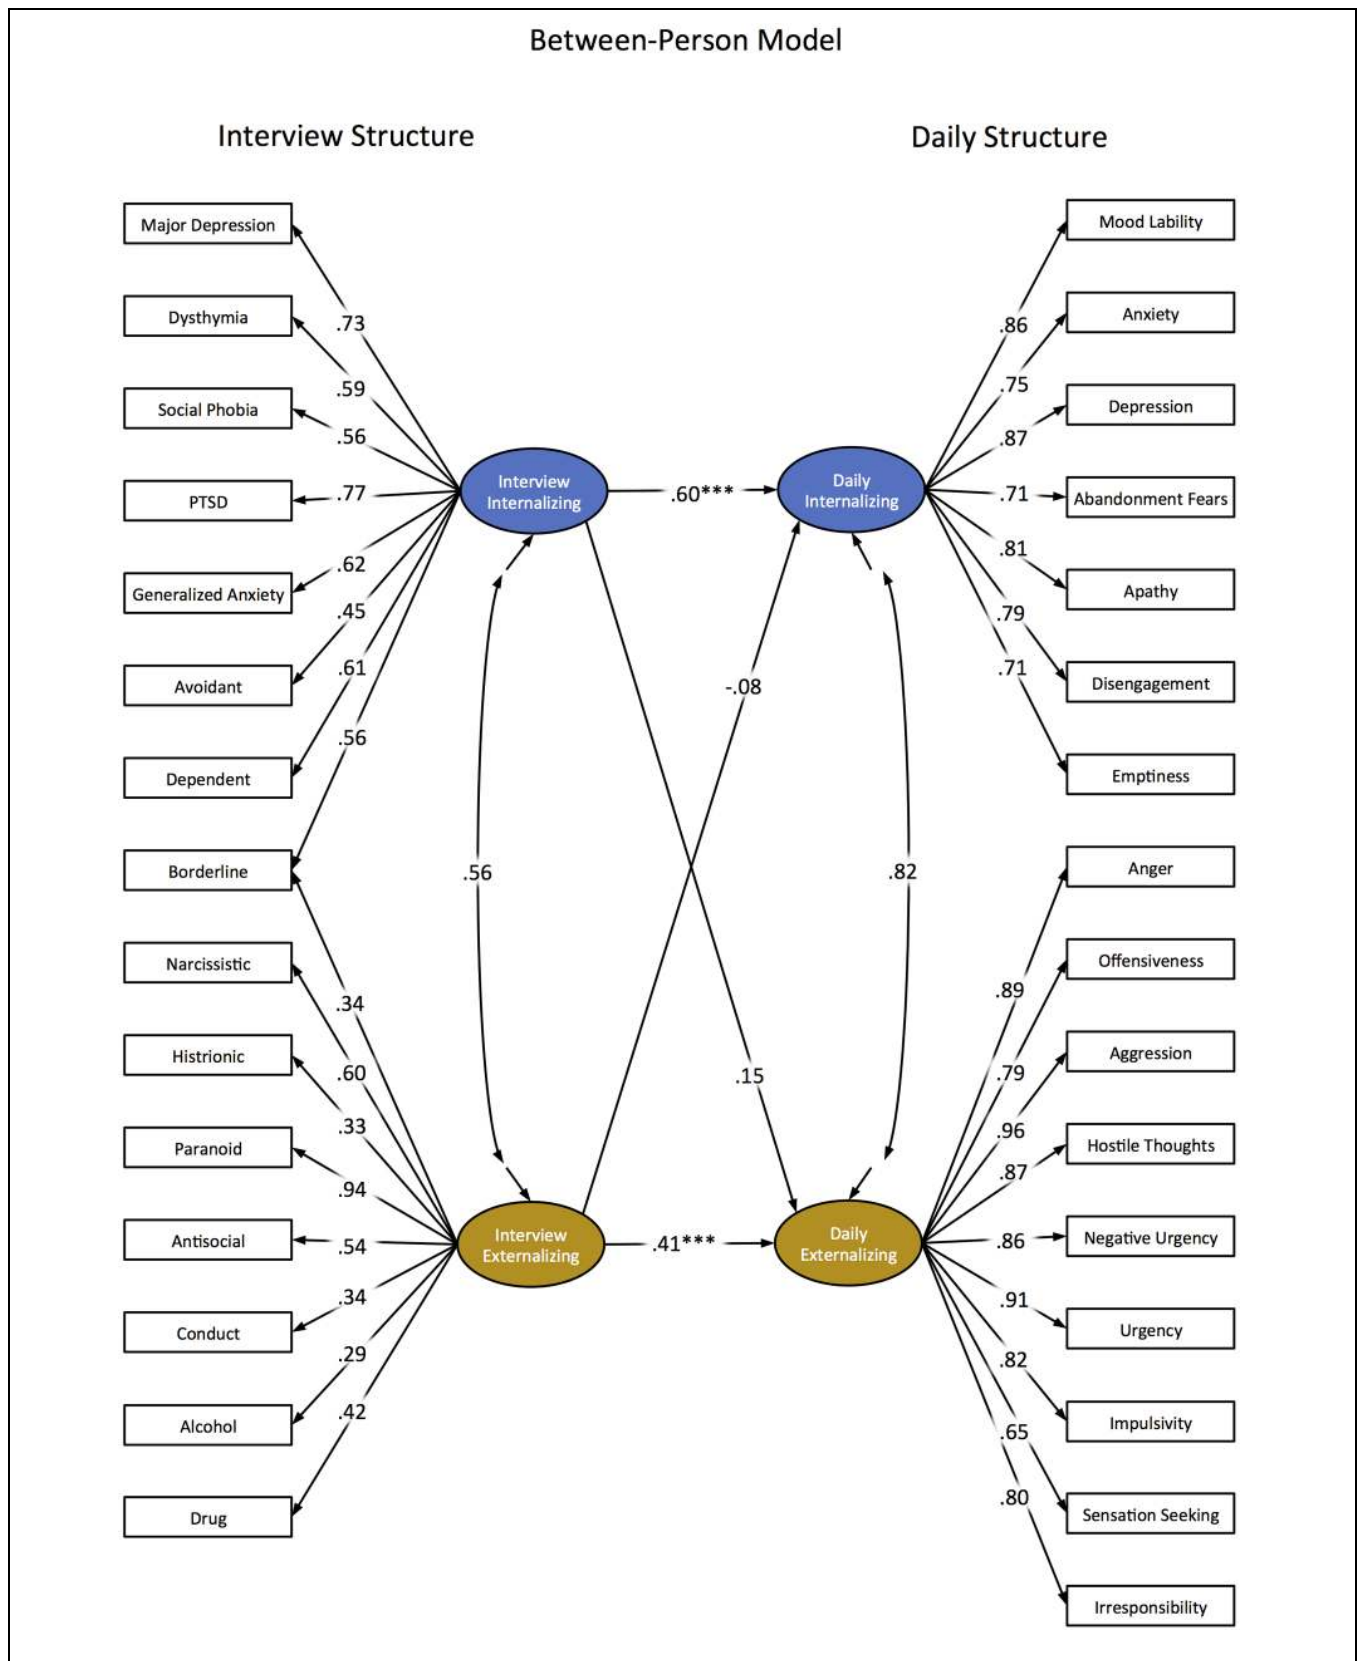 Between-Person Model
Interview Structure
Daily Structure
Major Depression
Dysthymia
Social Phobia
PTSD
Generalized Anxiety
Avoidant
Dependent
Borderline
Narcissistic
Histrionic
Paranoid
Antisocial
Conduct
Alcohol
Drug
.73
.59
.56
.77
.62
.45
.61
.56
.34
.60
.33
.94
.54
.34
.29
.42
Interview
Internalizing
Interview
Externalizing
.56
.60***
-.08
.15
.41***
Daily
Internalizing
Daily
Externalizing
.82
.86
.75
.87
.71
.81
.79
.71
.89
.79
.96
.87
.86
.91
.82
.65
.80
Mood Lability
Anxiety
Depression
Abandonment Fears
Apathy
Disengagement
Emptiness
Anger
Offensiveness
Aggression
Hostile Thoughts
Negative Urgency
Urgency
Impulsivity
Sensation Seeking
Irresponsibility